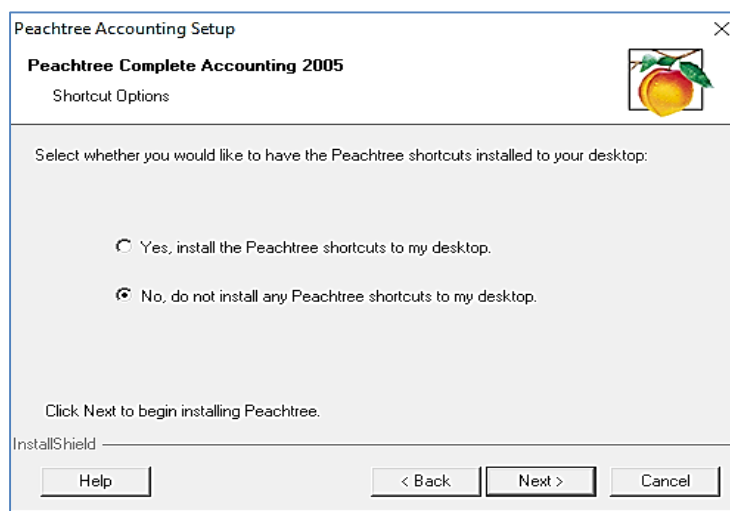 Peachtree Accounting Setup
Peachtree Complete Accounting 2005
Shortcut Options
Select whether you would like to have the Peachtree shortcuts installed to your desktop:
Yes, install the Peachtree shortcuts to my desktop.
No, do not install any Peachtree shortcuts to my desktop.
Click Next to begin installing Peachtree.
InstallShield
Help < Back Next > Cancel